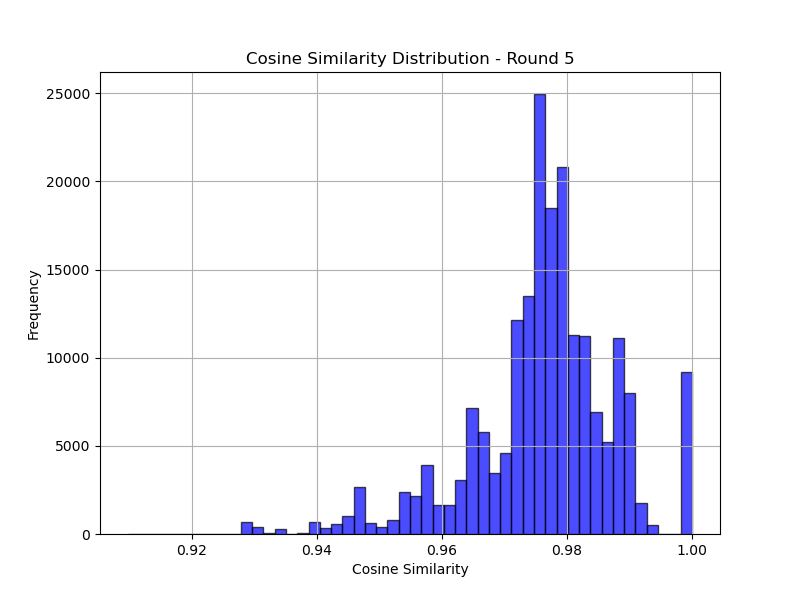 Cosine Similarity Distribution - Round 5
25000
20000
15000
10000
5000
0
Frequency
0.92 0.94 0.96 0.98 1.00
Cosine Similarity